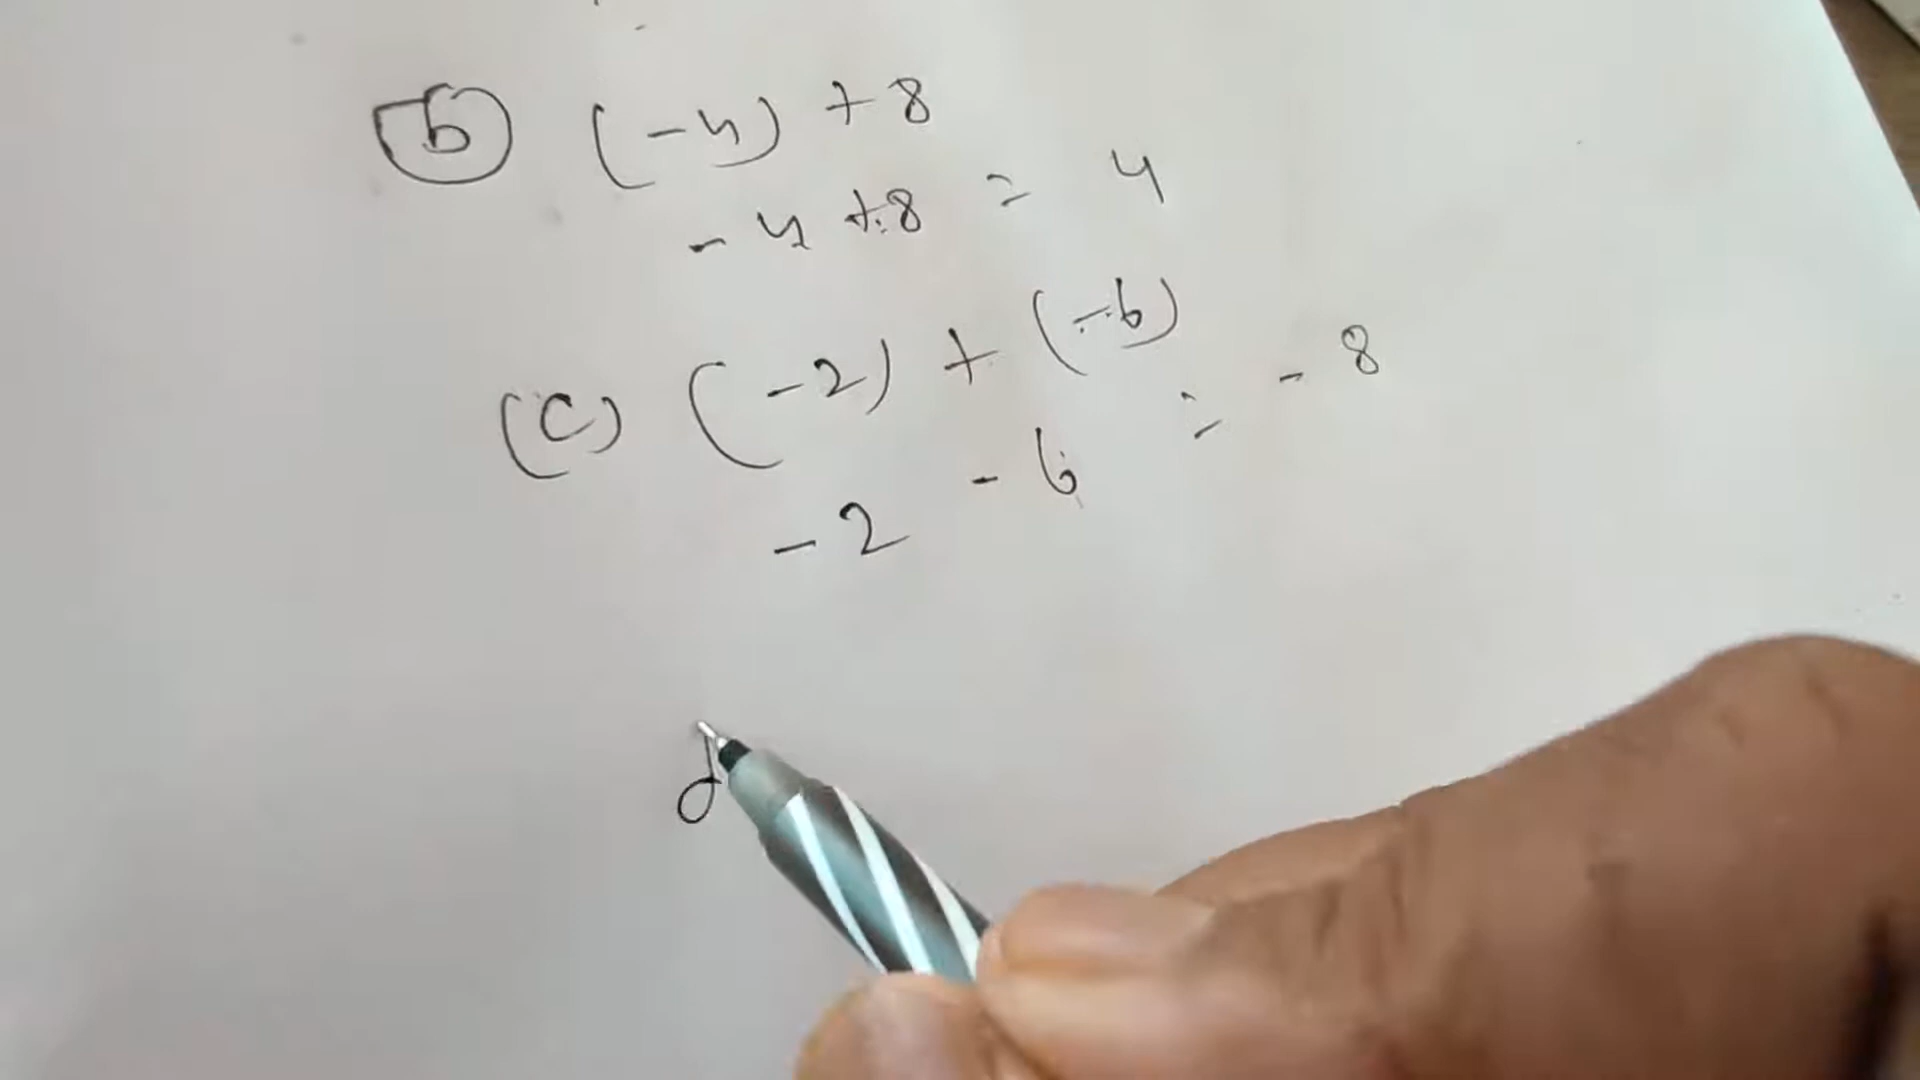 b (-4) +8
- 4 +8 = 4
(C) (-2) + (-6)
- 2 - 6 = - 8
d